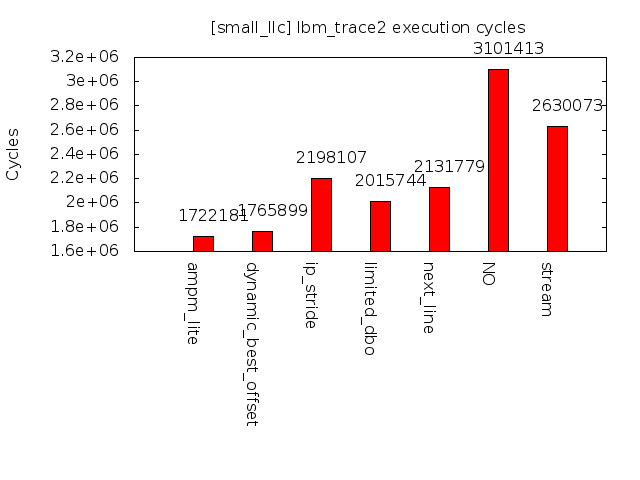 [small_llc] lbm_trace2 execution cycles
Cycles
3.2e+06
3e+06
2.8e+06
2.6e+06
2.4e+06
2.2e+06
2e+06
1.8e+06
1.6e+06
1722181
1765899
2198107
2015744
2131779
3101413
2630073
ampm_lite
dynamic_best_offset
ip_stride
limited_dbo
next_line
NO
stream